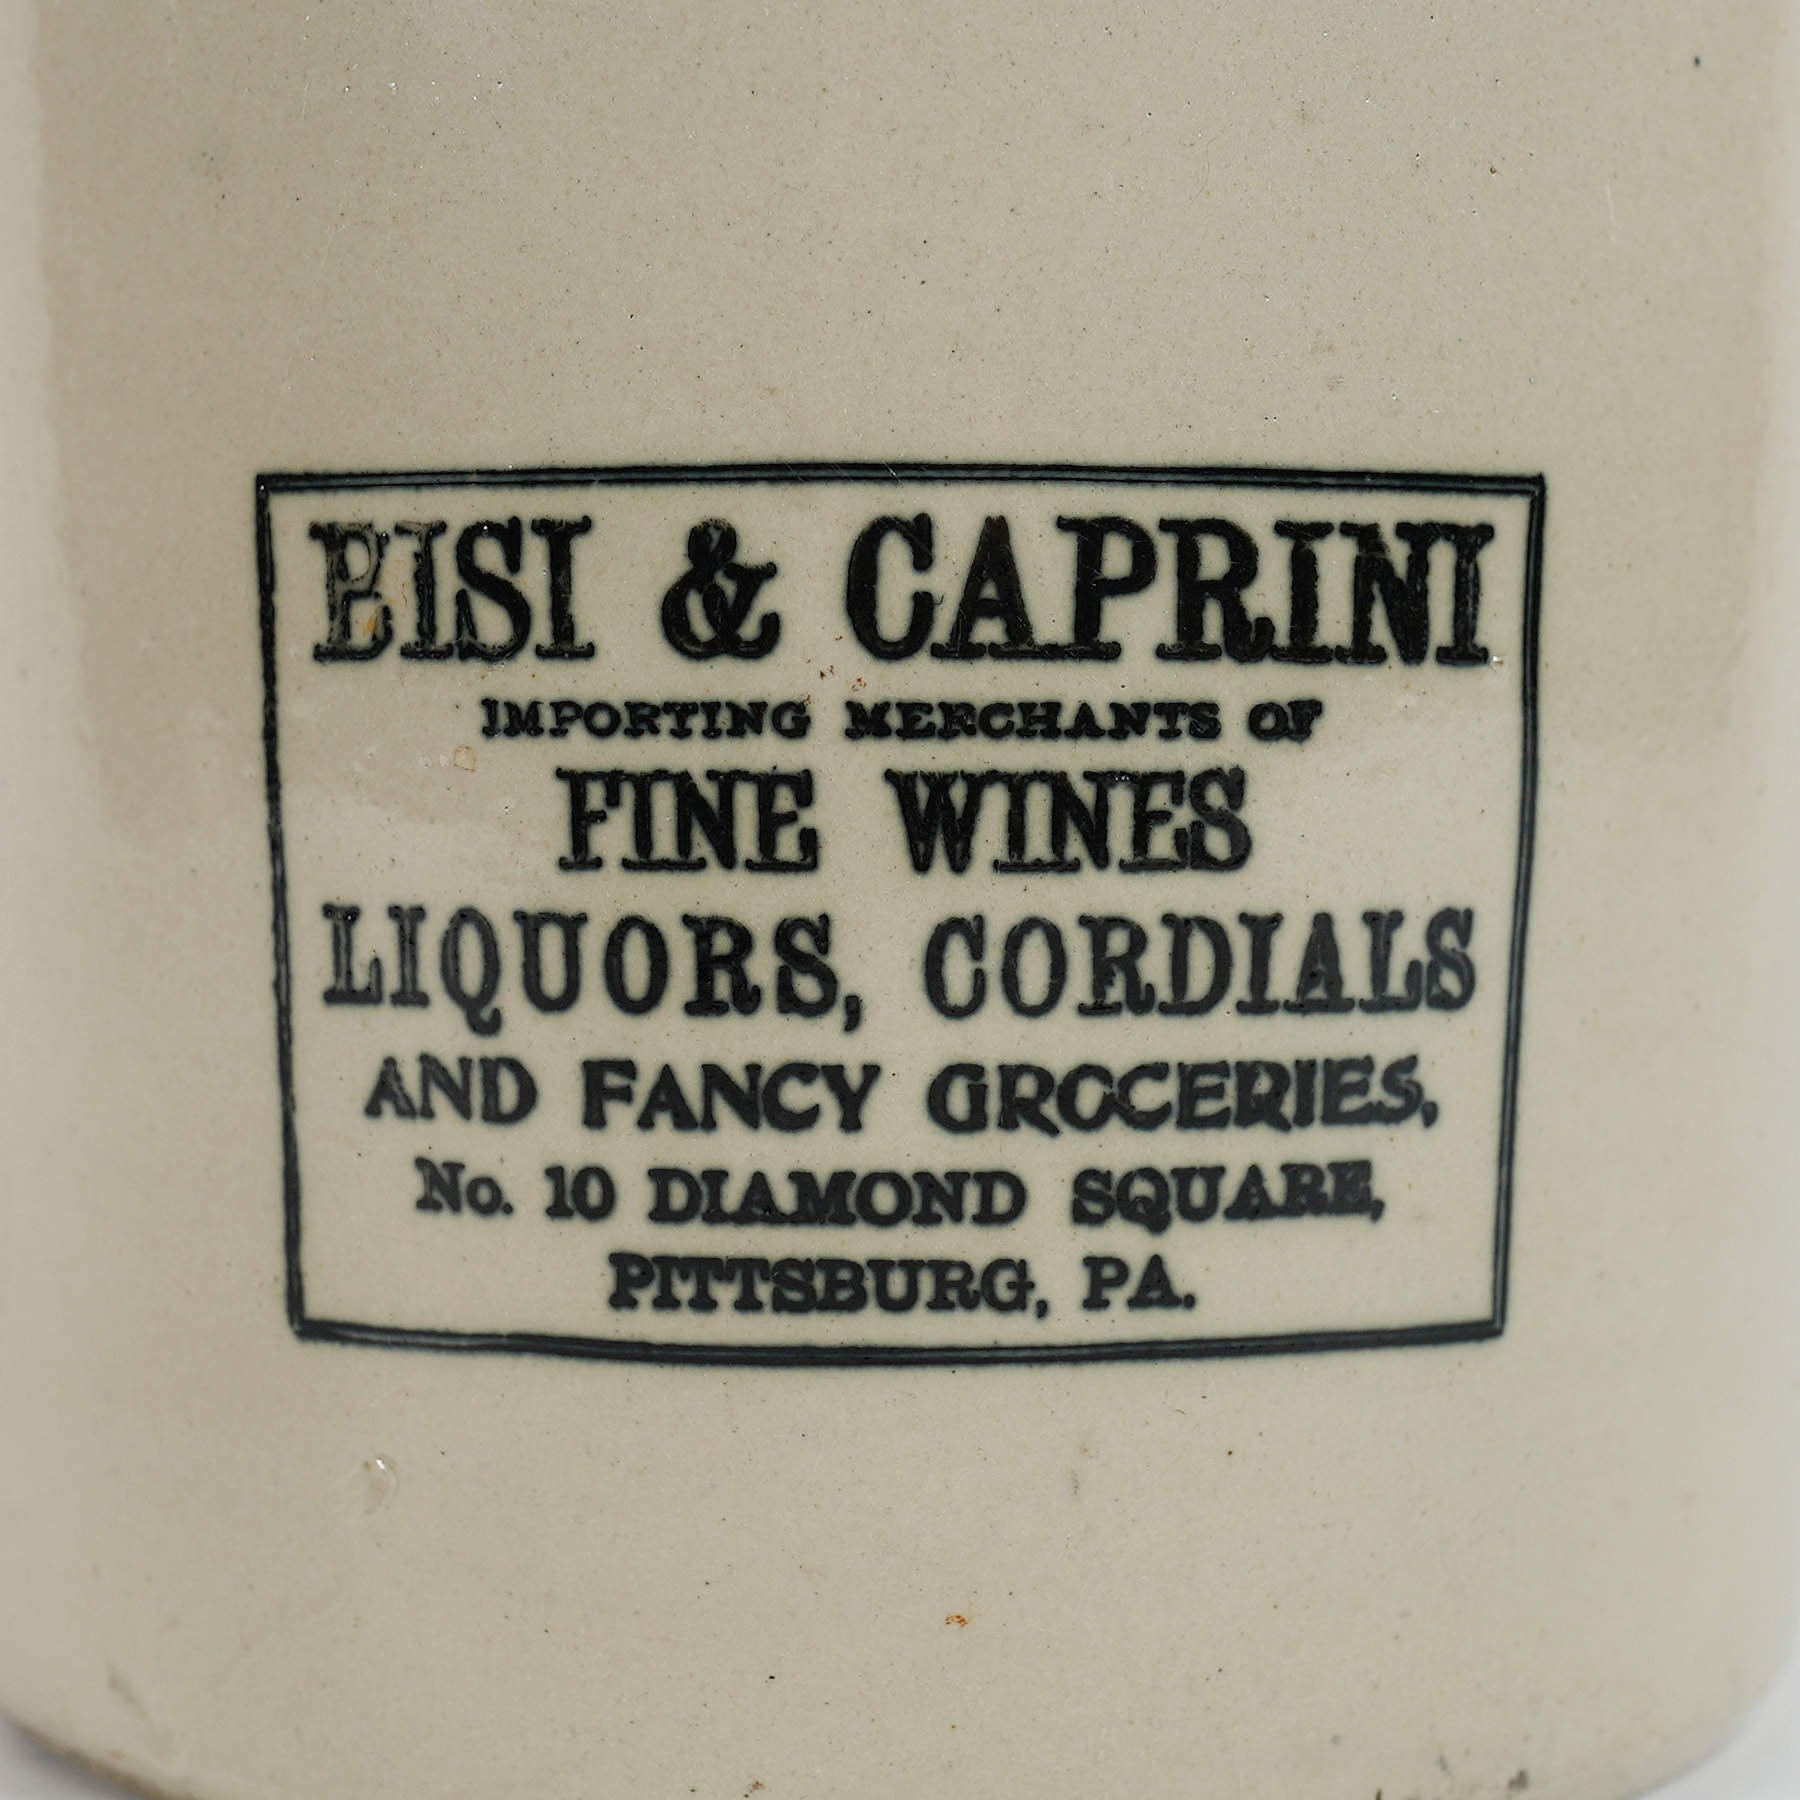 BISI & CAPRINI
IMPORTING MERCHANTS OF
FINE WINES
LIQUORS, CORDIALS
AND FANCY GROCERIES,
No. 10 DIAMOND SQUARE,
PITTSBURG, PA.